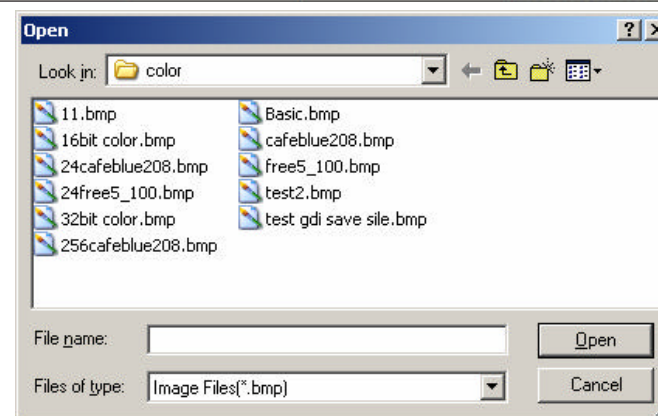 Open
Look in: color
11.bmp
16bit color.bmp
24cafeblue208.bmp
24free5_100.bmp
32bit color.bmp
256cafeblue208.bmp
Basic.bmp
cafeblue208.bmp
free5_100.bmp
test2.bmp
test gdi save sile.bmp
File name:
Open
Files of type: Image Files(*.bmp)
Cancel